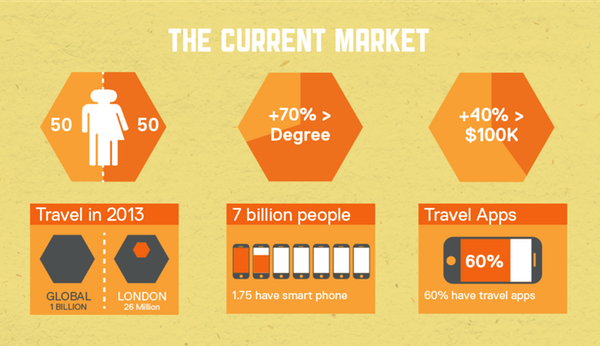 THE CURRENT MARKET
50
50
+70% >
Degree
+40% >
$100K
Travel in 2013
GLOBAL
1 BILLION
LONDON
26 Million
7 billion people
1.75 have smart phone
Travel Apps
60%
60% have travel apps